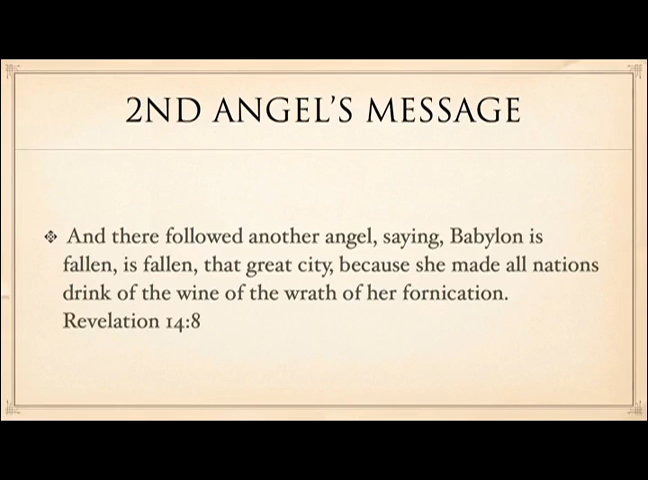 2ND ANGEL'S MESSAGE
And there followed another angel, saying, Babylon is
fallen, is fallen, that great city, because she made all nations
drink of the wine of the wrath of her fornication.
Revelation 14:8